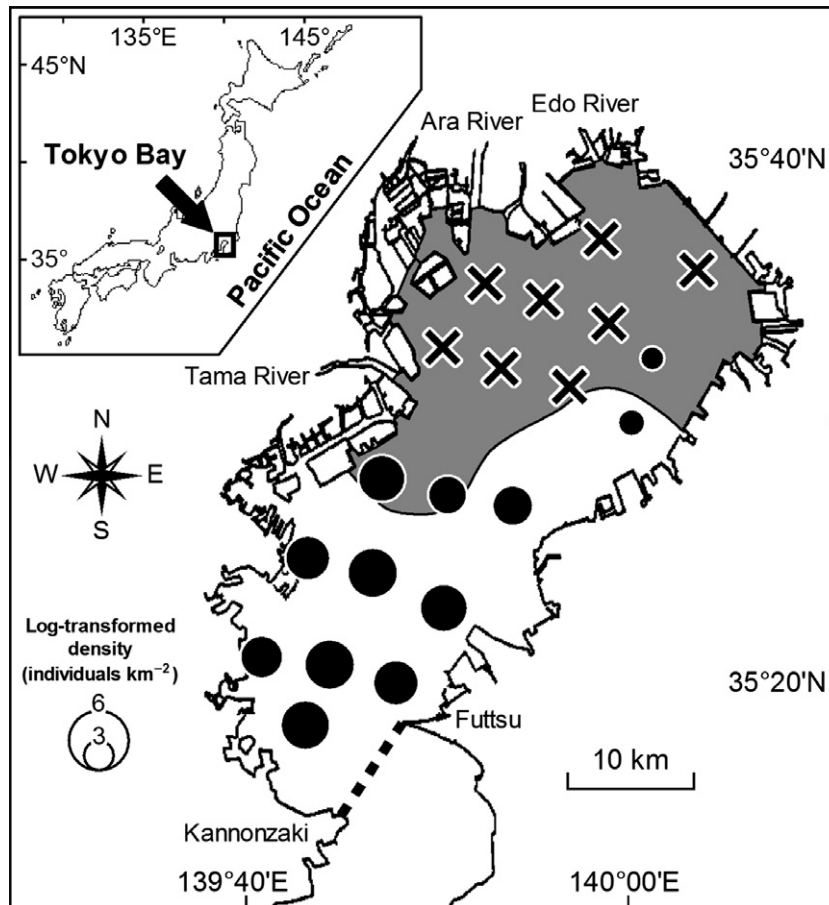 135°E
145°
45°N
35°
Tokyo Bay
Pacific Ocean
Ara River
Edo River
35°40'N
Tama River
N
W
E
S
Log-transformed
density
(individuals km⁻²)
6
3
35°20'N
Futtsu
10 km
Kannonzaki
139°40'E
140°00'E